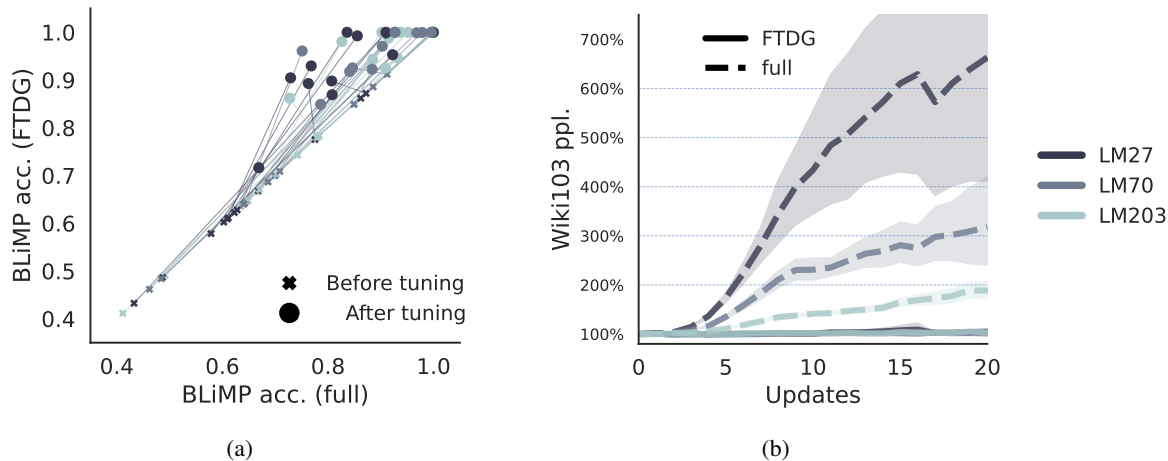 1.0
0.9
0.8
0.7
0.6
0.5
0.4
BLiMP acc. (FTDG)
Before tuning
After tuning
0.4 0.6 0.8 1.0
BLiMP acc. (full)
(a)
700%
600%
500%
400%
300%
200%
100%
Wiki103 ppl.
FTDG
full
0 5 10 15 20
Updates
(b)
LM27
LM70
LM203